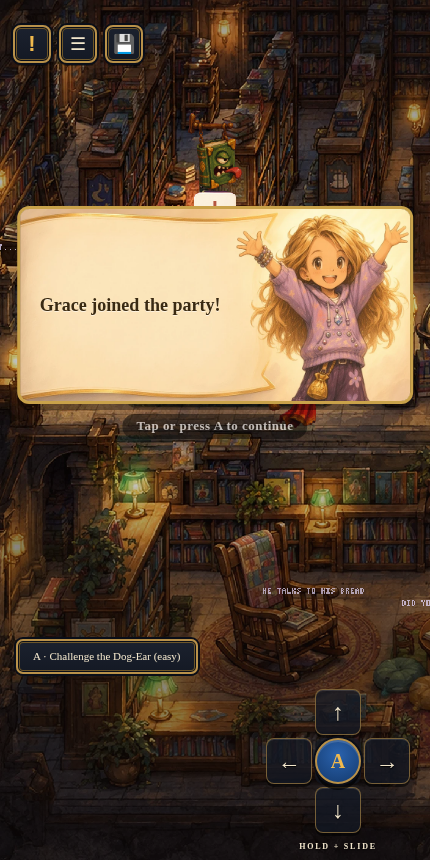 !
☰
Grace joined the party!
Tap or press A to continue
HE TALKS TO HIS BREAD
DID
A · Challenge the Dog-Ear (easy)
↑
← A →
↓
HOLD + SLIDE